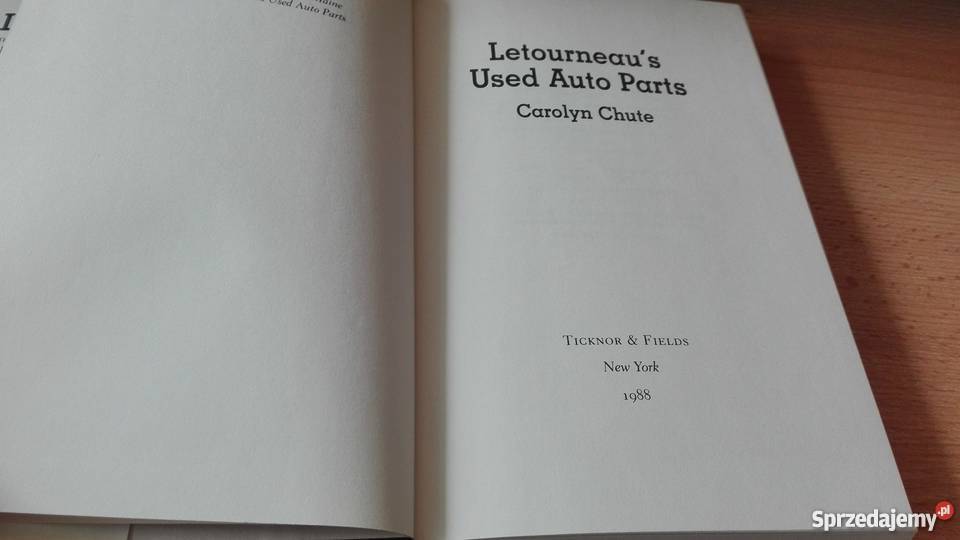 Used Auto Parts
Letourneau's
Used Auto Parts
Carolyn Chute
TICKNOR & FIELDS
New York
1988
Sprzedajemy.pl